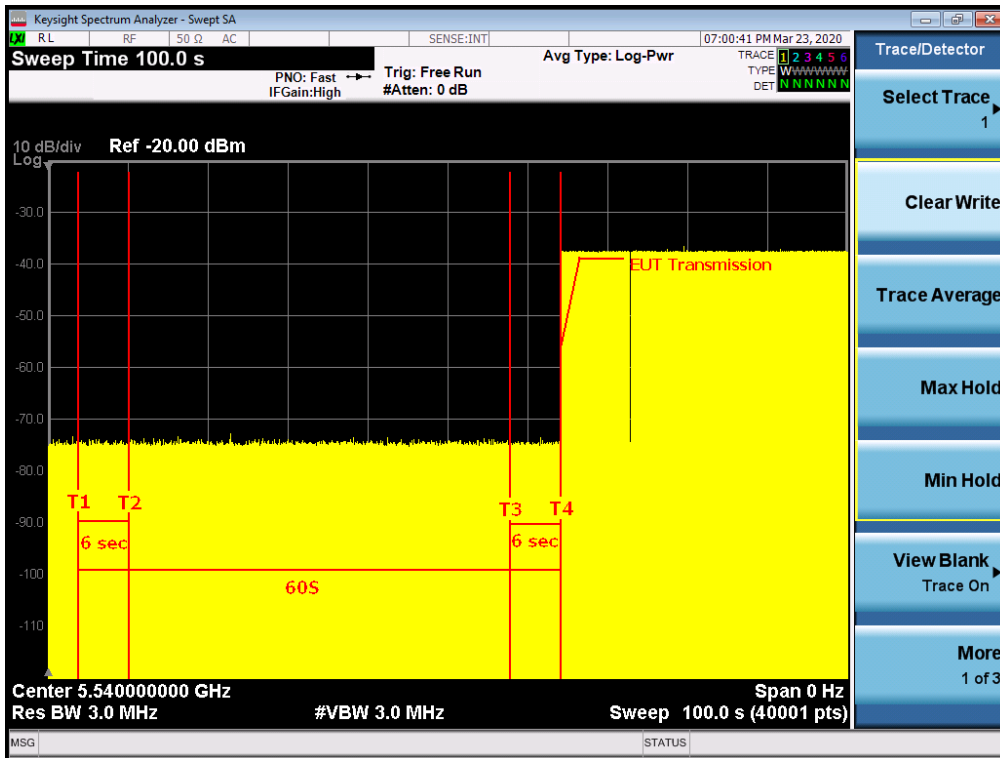 Keysight Spectrum Analyzer - Swept SA
LXI RL RF 50 Ω AC SENSE:INT 07:00:41 PM Mar 23, 2020
Sweep Time 100.0 s
PNO: Fast
IFGain:High
Trig: Free Run
#Atten: 0 dB
Avg Type: Log-Pwr
TRACE 1 2 3 4 5 6
TYPE WWWWWW
DET N N N N N N
10 dB/div Ref -20.00 dBm
Log
-30.0
-40.0
-50.0
-60.0
-70.0
-80.0
-90.0
-100
-110
EUT Transmission
T1 T2 T3 T4
6 sec 6 sec
60S
Center 5.540000000 GHz Span 0 Hz
Res BW 3.0 MHz #VBW 3.0 MHz Sweep 100.0 s (40001 pts)
MSG STATUS
Trace/Detector
Select Trace
1
Clear Write
Trace Average
Max Hold
Min Hold
View Blank
Trace On
More
1 of 3